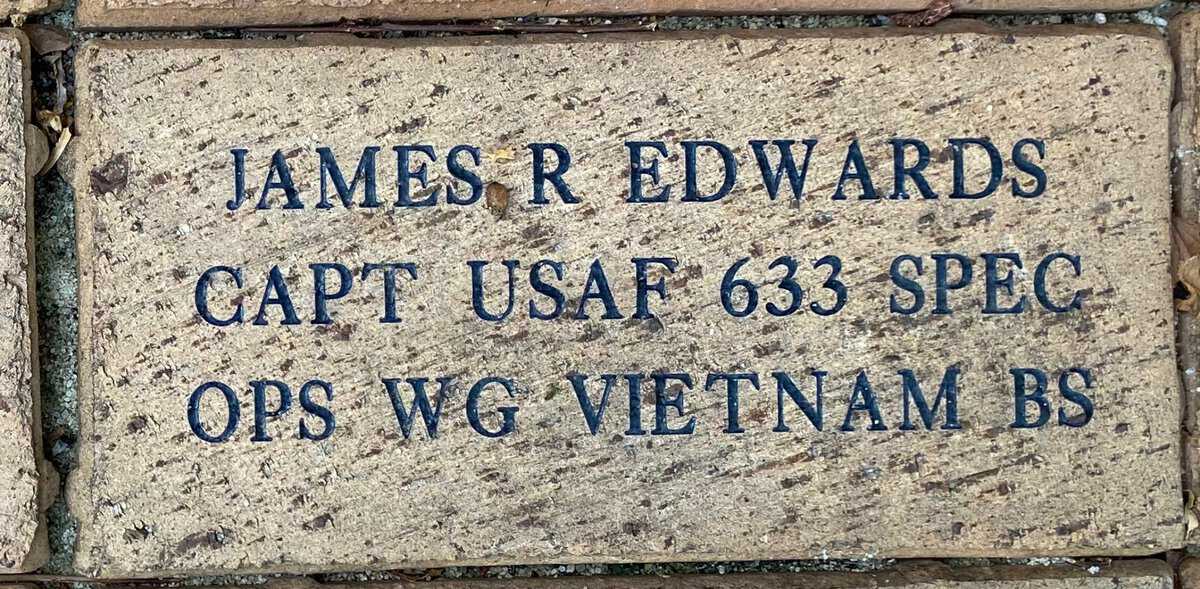 JAMES R EDWARDS
CAPT USAF 633 SPEC
OPS WG VIETNAM BS